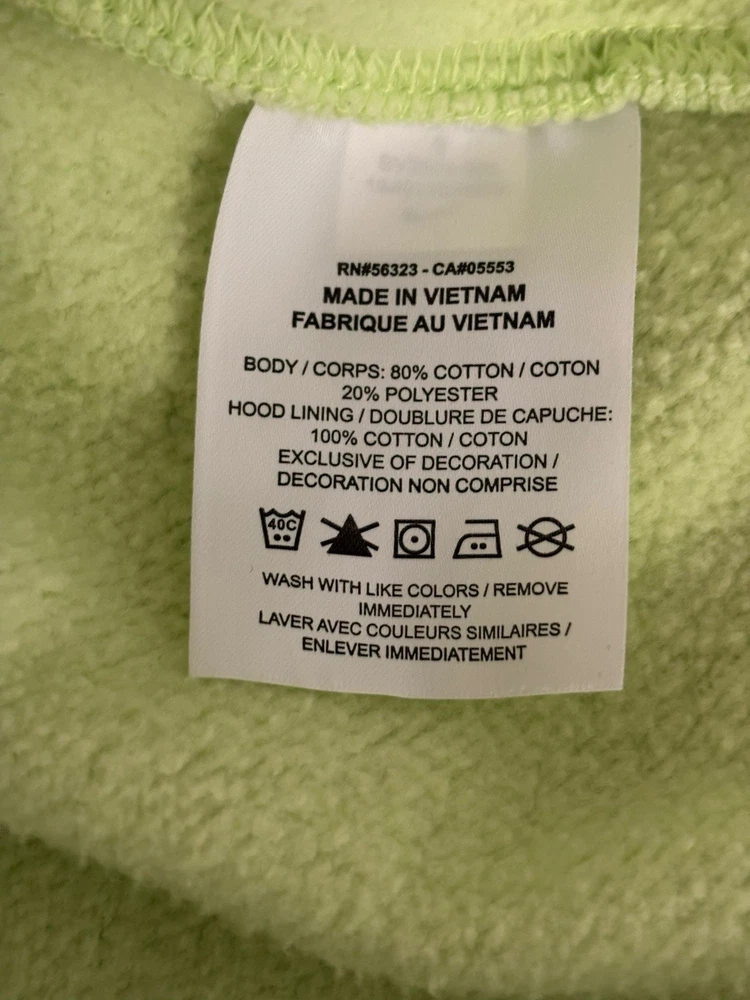 RN#56323 - CA#05553
MADE IN VIETNAM
FABRIQUE AU VIETNAM
BODY / CORPS: 80% COTTON / COTON
20% POLYESTER
HOOD LINING / DOUBLURE DE CAPUCHE:
100% COTTON / COTON
EXCLUSIVE OF DECORATION /
DECORATION NON COMPRISE
40C
WASH WITH LIKE COLORS / REMOVE
IMMEDIATELY
LAVER AVEC COULEURS SIMILAIRES /
ENLEVER IMMEDIATEMENT